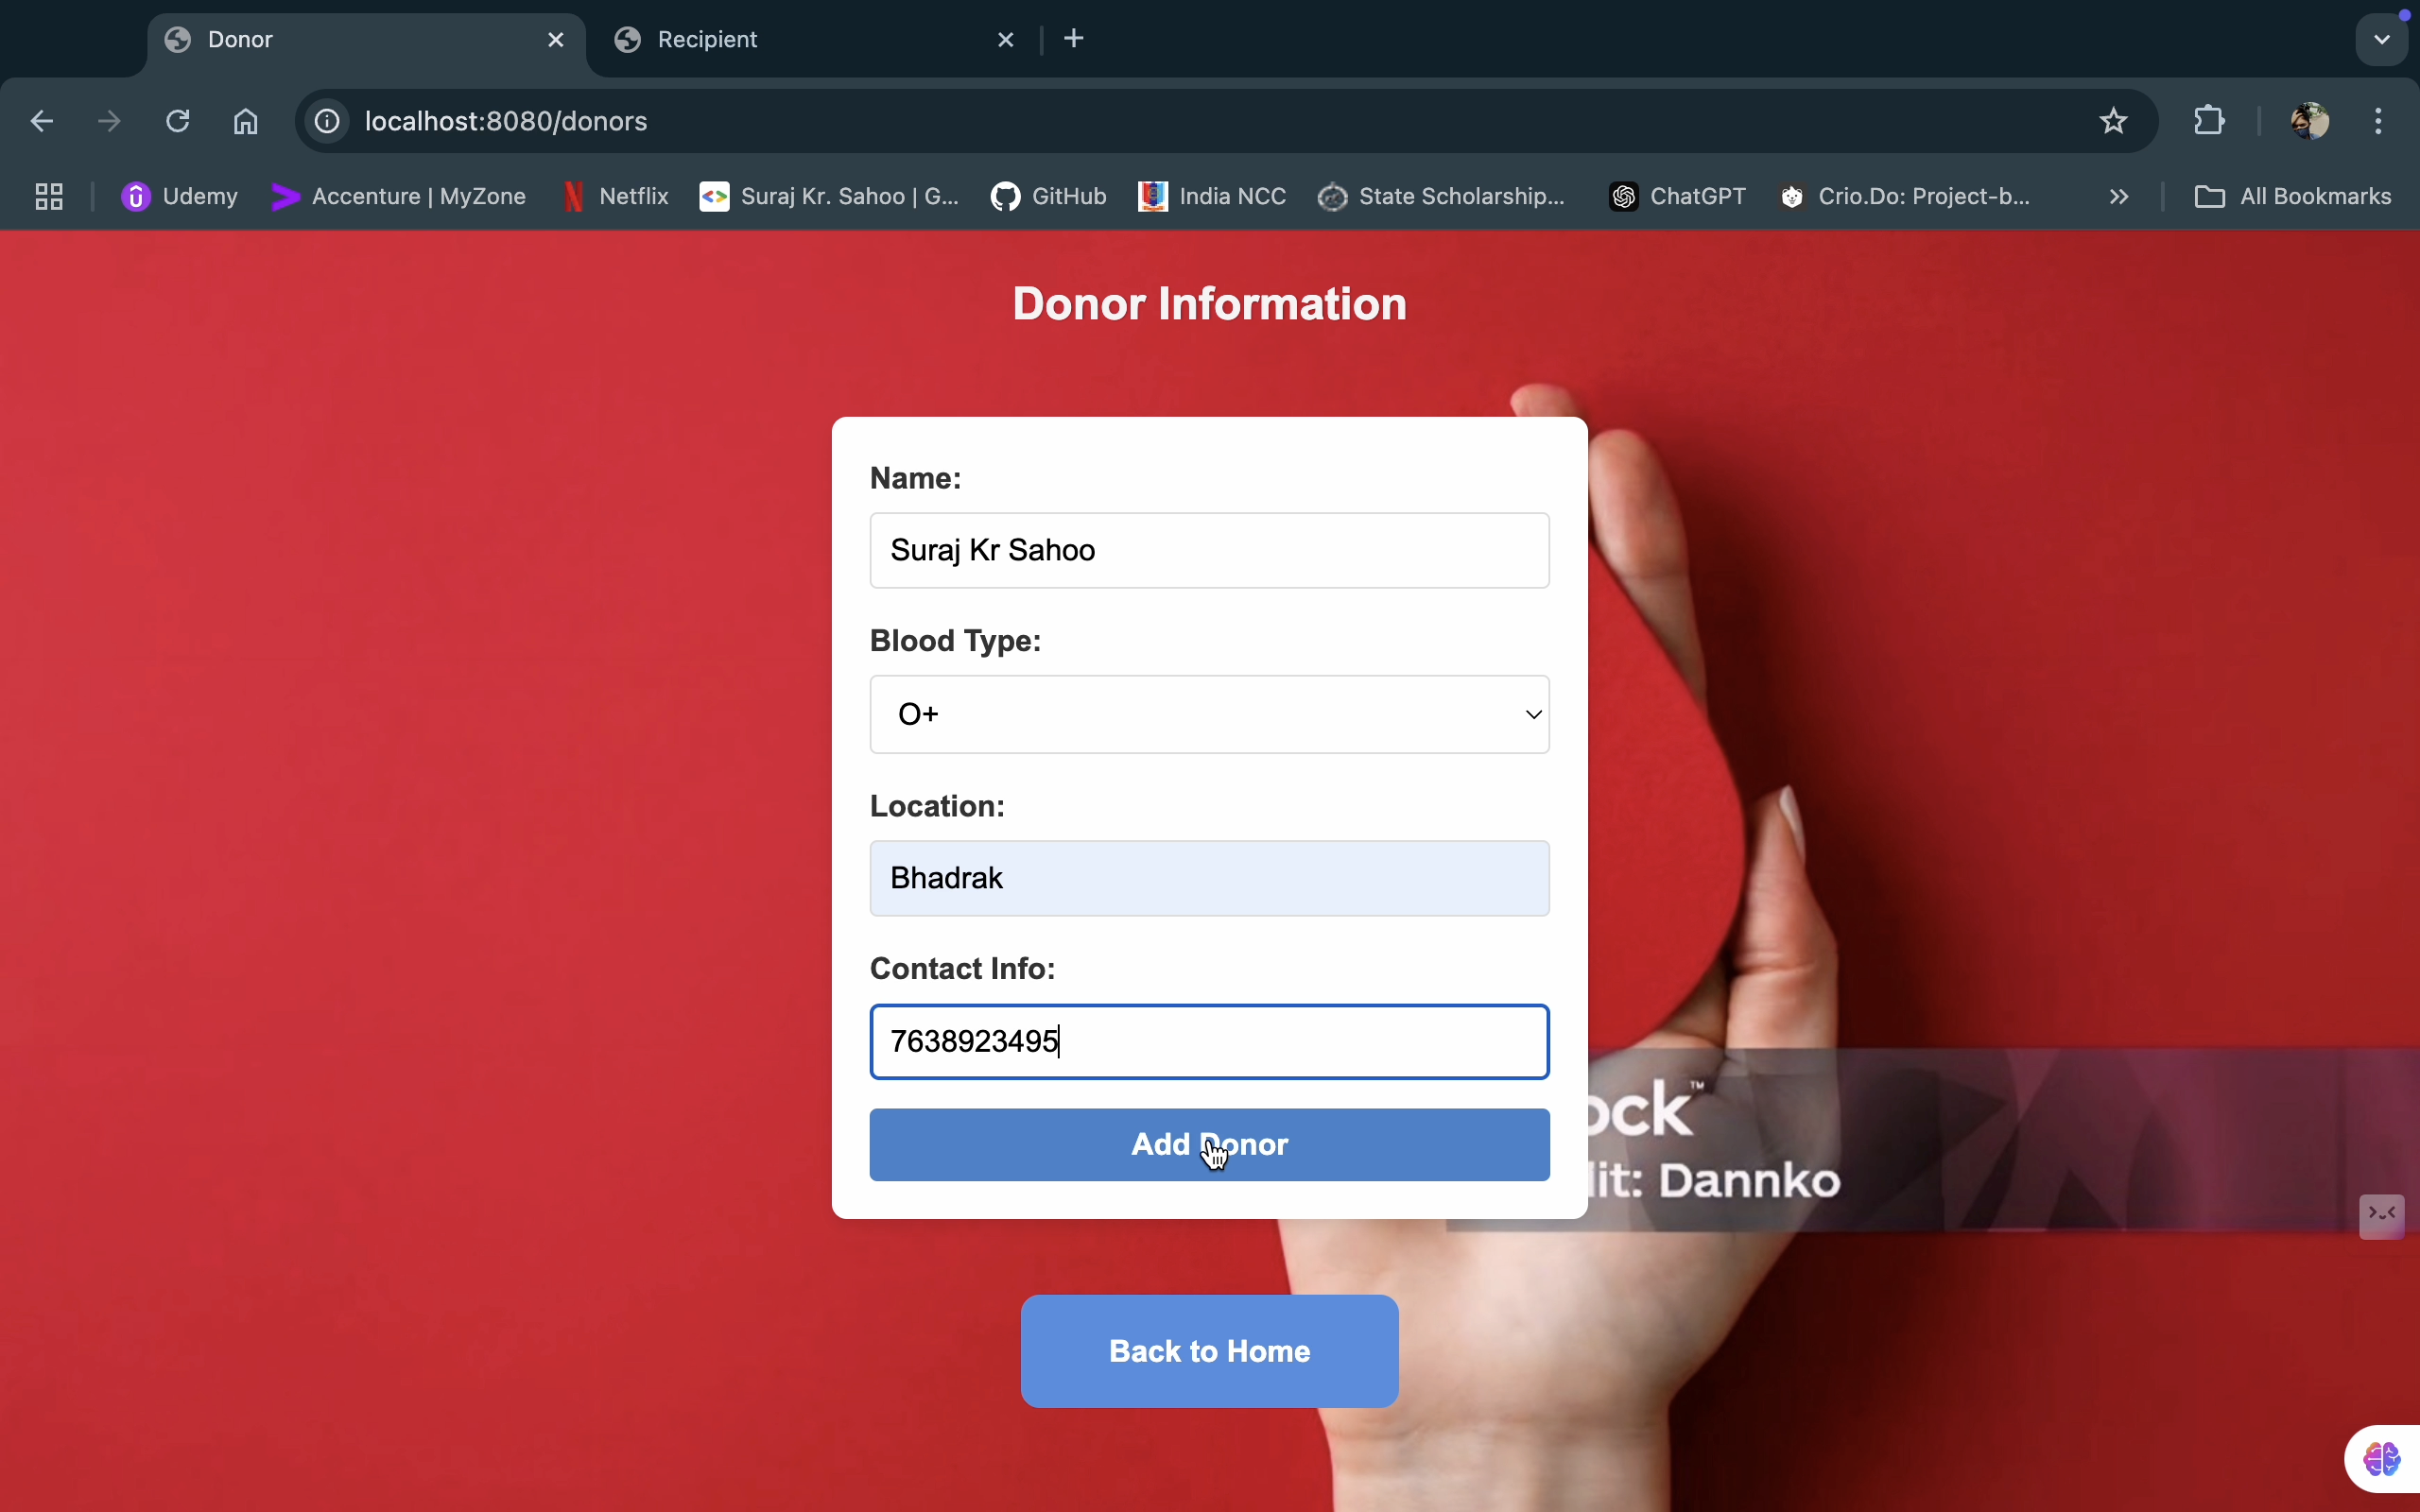 Donor
Recipient
localhost:8080/donors
Udemy
Accenture | MyZone
Netflix
Suraj Kr. Sahoo | G...
GitHub
India NCC
State Scholarship...
ChatGPT
Crio.Do: Project-b...
All Bookmarks
Donor Information
Name:
Suraj Kr Sahoo
Blood Type:
O+
Location:
Bhadrak
Contact Info:
7638923495
Add Donor
ock™
lit: Dannko
Back to Home